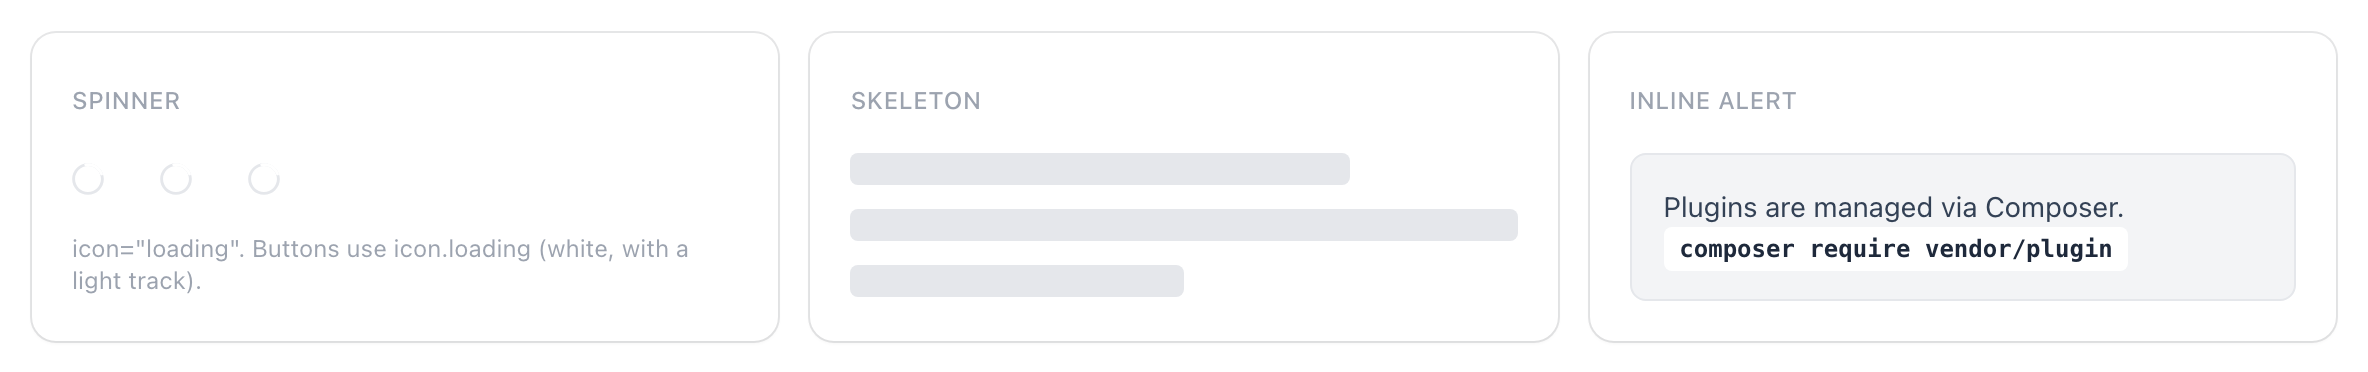 SPINNER
icon="loading". Buttons use icon.loading (white, with a
light track).
SKELETON
INLINE ALERT
Plugins are managed via Composer.
composer require vendor/plugin